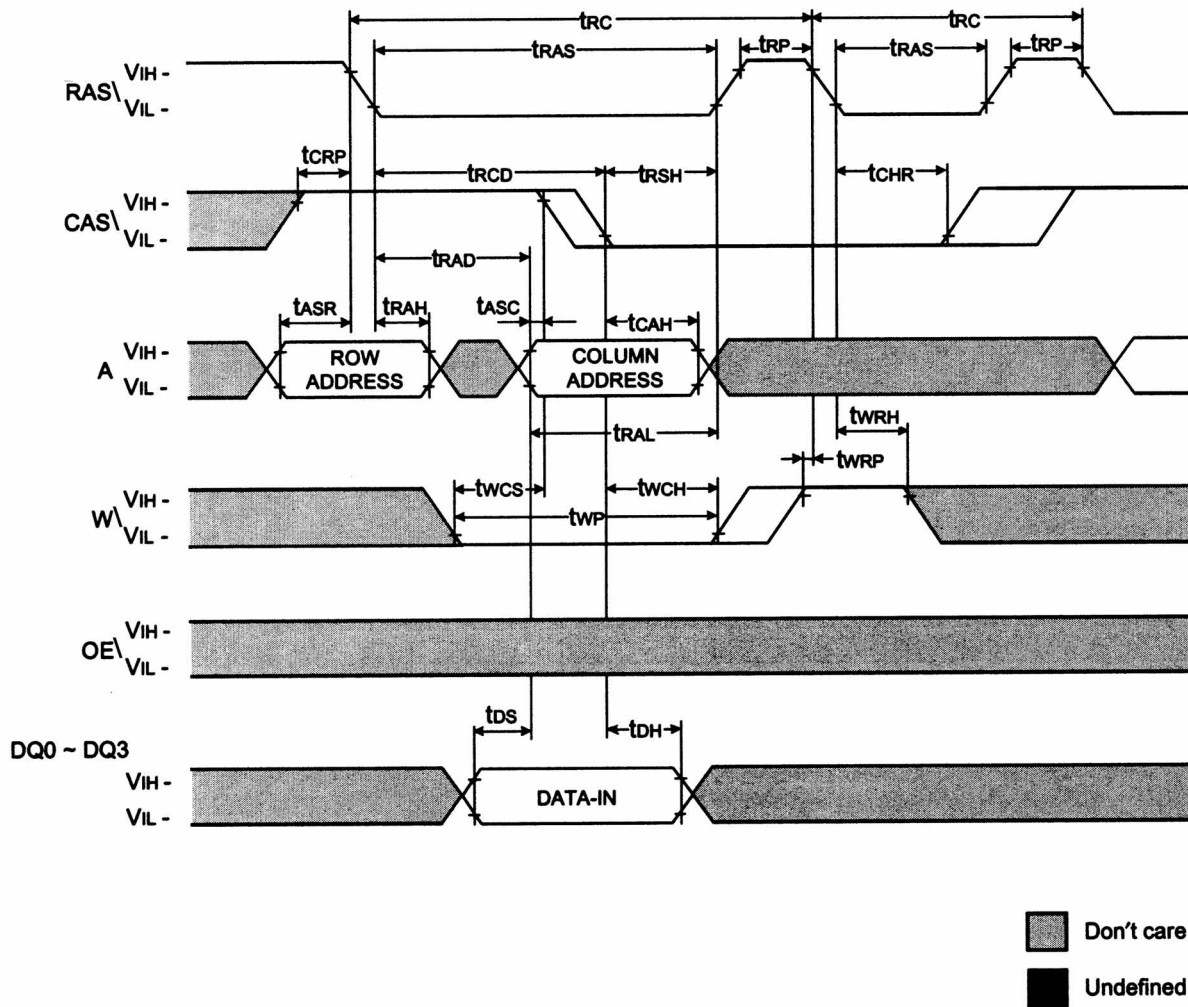 tRC tRC
tRAS tRP tRAS tRP
RAS\ VIH -
VIL -
tCRP tRCD tRSH tCHR
CAS\ VIH -
VIL -
tRAD
tASR tRAH tASC tCAH
A VIH -
VIL -
ROW ADDRESS
COLUMN ADDRESS
tRAL tWRH
tWRP
tWCS tWCH
W\ VIH -
VIL -
tWP
OE\ VIH -
VIL -
tDS tDH
DQ0 ~ DQ3
VIH -
VIL -
DATA-IN
Don't care
Undefined